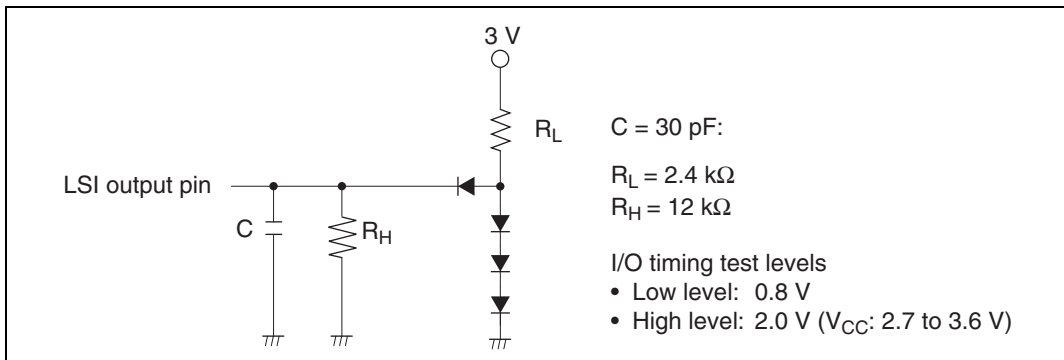 3 V
R_L
C = 30 pF:
R_L = 2.4 kΩ
R_H = 12 kΩ
LSI output pin
C
R_H
I/O timing test levels
• Low level: 0.8 V
• High level: 2.0 V (V_CC: 2.7 to 3.6 V)